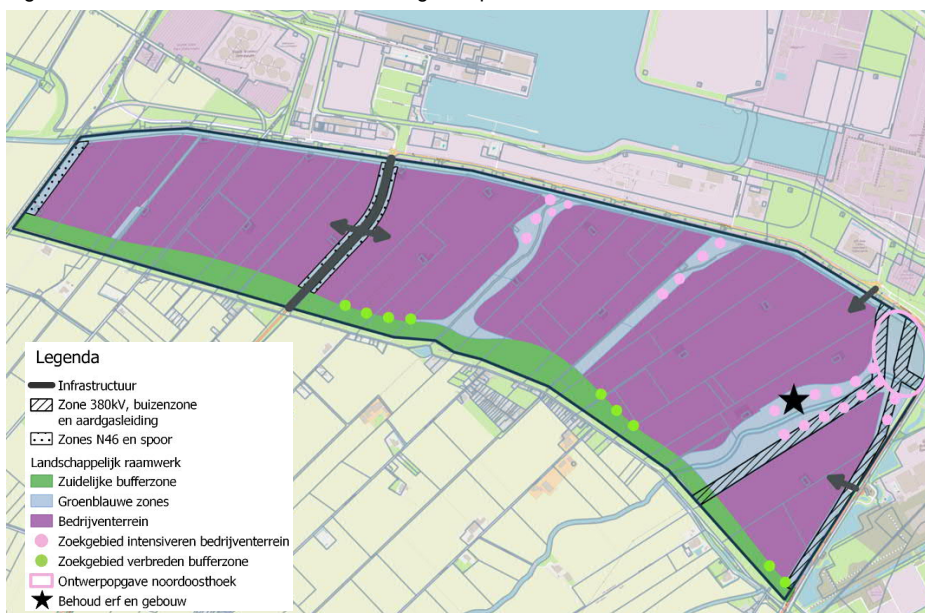 Legenda
Infrastructuur
Zone 380kV, buizenzone
en aardgasleiding
Zones N46 en spoor
Landschappelijk raamwerk
Zuidelijke bufferzone
Groenblauwe zones
Bedrijventerrein
Zoekgebied intensiveren bedrijventerrein
Zoekgebied verbreden bufferzone
Ontwerpopgave noordoosthoek
Behoud erf en gebouw